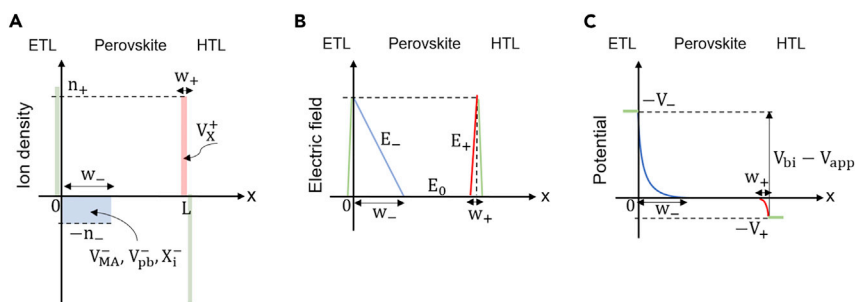 A
ETL Perovskite HTL
Ion density
n₊
w₊
V_X⁺
w₋
0
L
x
-n₋
V_MA⁻, V_pb⁻, X_i⁻
B
ETL Perovskite HTL
Electric field
E₋
E₊
E₀
0
w₋
w₊
x
C
ETL Perovskite HTL
Potential
-V₋
V_bi - V_app
w₊
0
w₋
x
-V₊